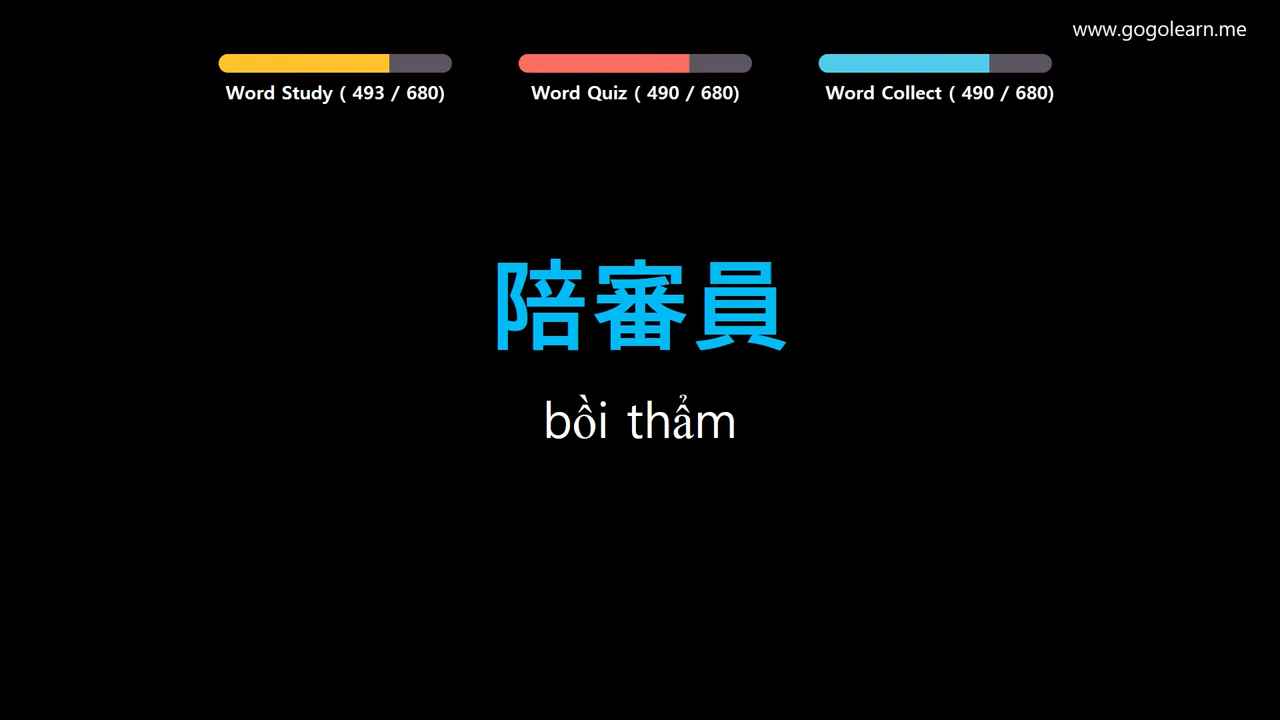 www.gogolearn.me
Word Study ( 493 / 680)
Word Quiz ( 490 / 680)
Word Collect ( 490 / 680)
陪審員
bồi thẩm